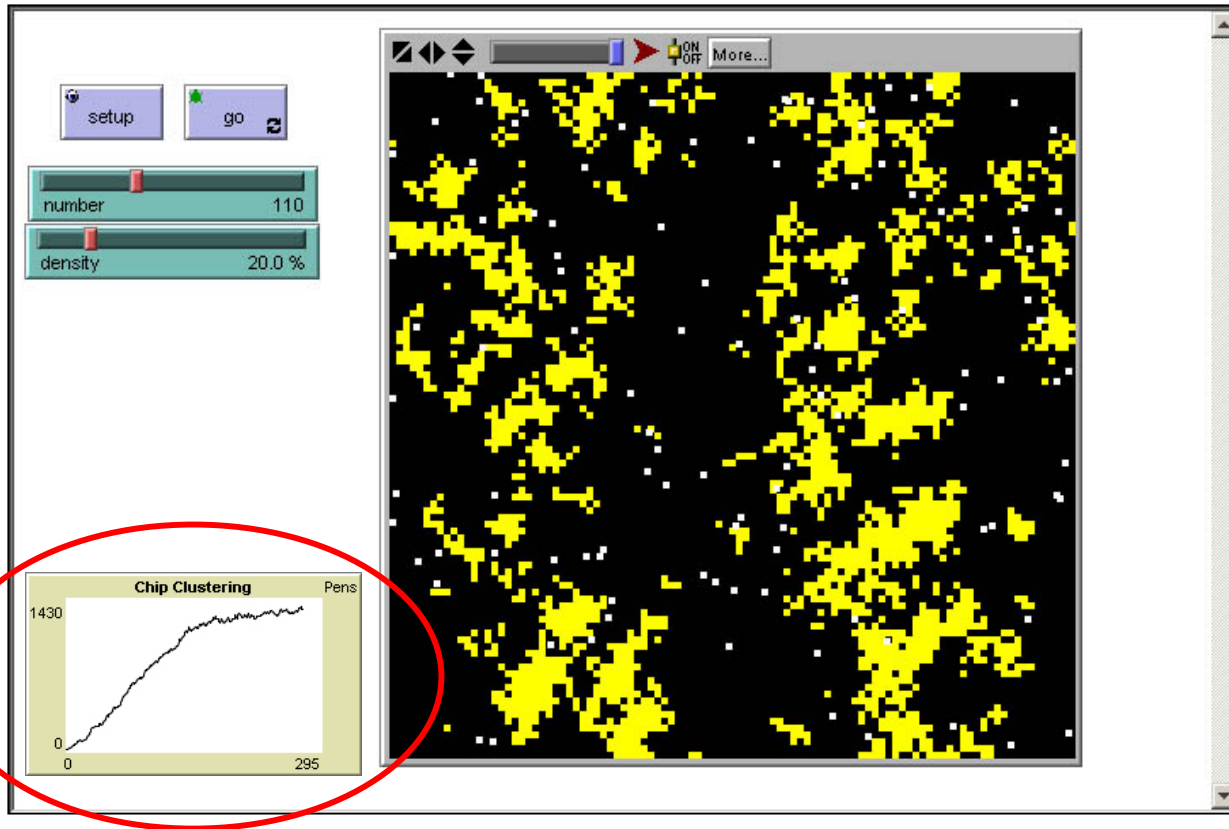 ON
OFF
More...
setup
go
number 110
density 20.0 %
Chip Clustering
Pens
1430
0
0
295